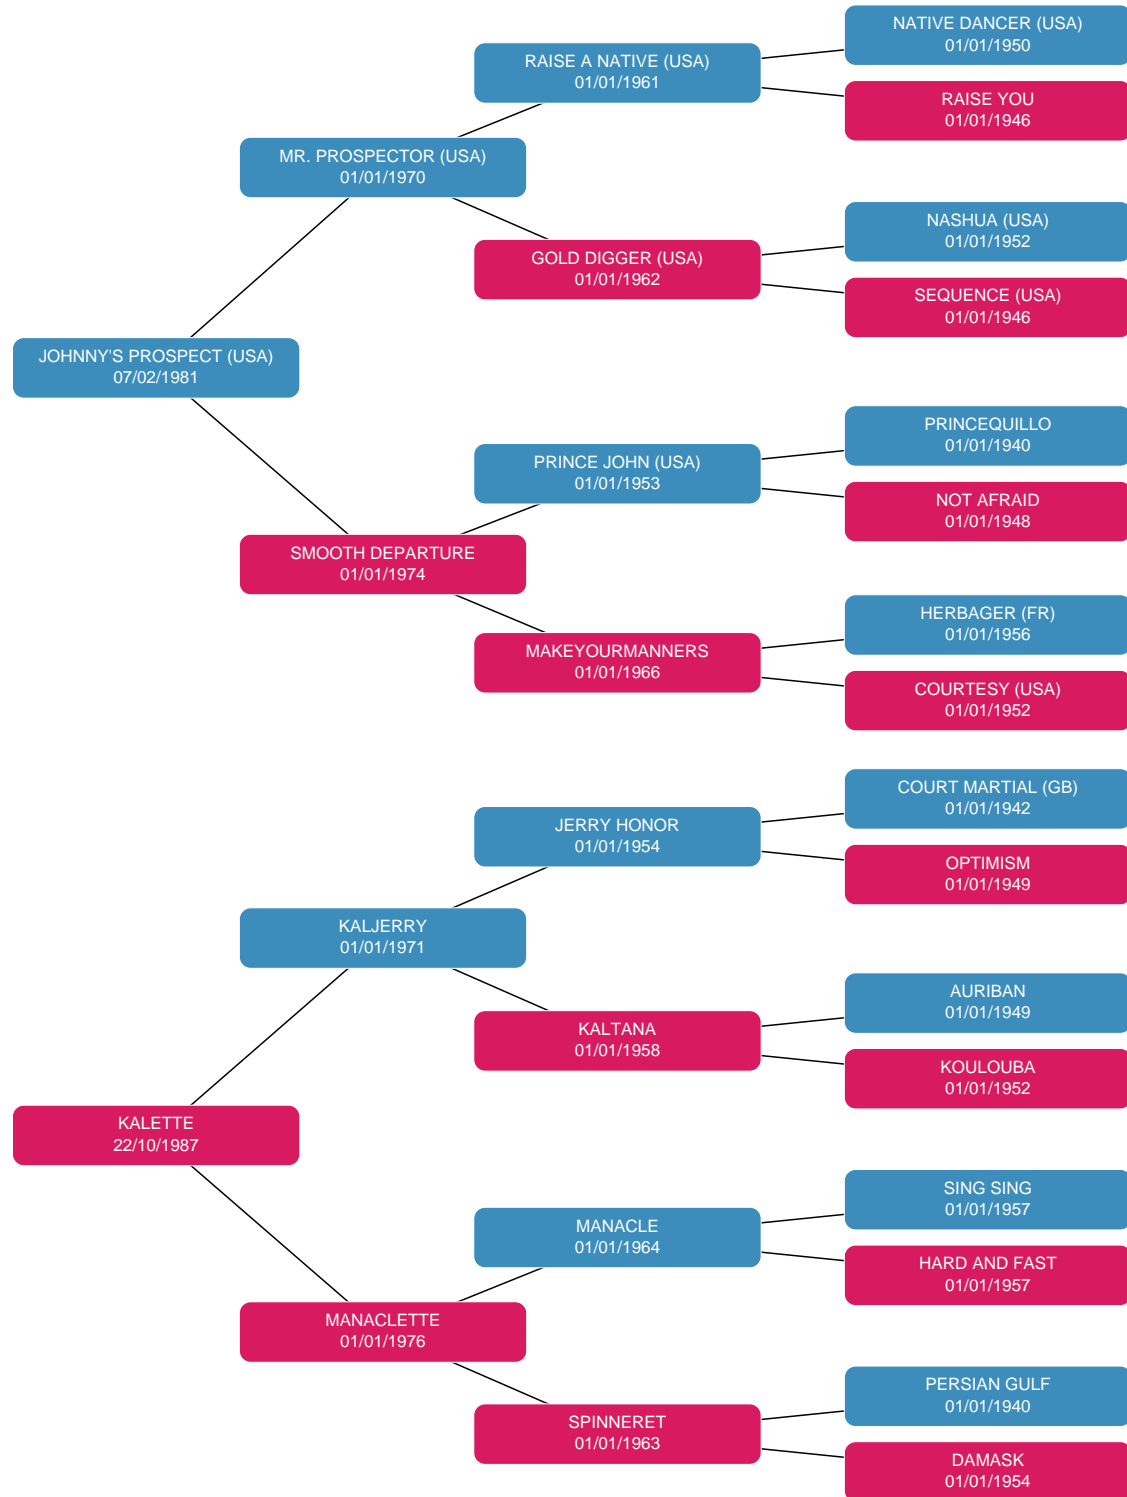 NATIVE DANCER (USA)
01/01/1950
RAISE A NATIVE (USA)
01/01/1961
RAISE YOU
01/01/1946
MR. PROSPECTOR (USA)
01/01/1970
NASHUA (USA)
01/01/1952
GOLD DIGGER (USA)
01/01/1962
SEQUENCE (USA)
01/01/1946
JOHNNY'S PROSPECT (USA)
07/02/1981
PRINCEQUILLO
01/01/1940
PRINCE JOHN (USA)
01/01/1953
NOT AFRAID
01/01/1948
SMOOTH DEPARTURE
01/01/1974
HERBAGER (FR)
01/01/1956
MAKEYOURMANNERS
01/01/1966
COURTESY (USA)
01/01/1952
COURT MARTIAL (GB)
01/01/1942
JERRY HONOR
01/01/1954
OPTIMISM
01/01/1949
KALJERRY
01/01/1971
AURIBAN
01/01/1949
KALTANA
01/01/1958
KOULOUBA
01/01/1952
KALETTE
22/10/1987
SING SING
01/01/1957
MANACLE
01/01/1964
HARD AND FAST
01/01/1957
MANACLETTE
01/01/1976
PERSIAN GULF
01/01/1940
SPINNERET
01/01/1963
DAMASK
01/01/1954